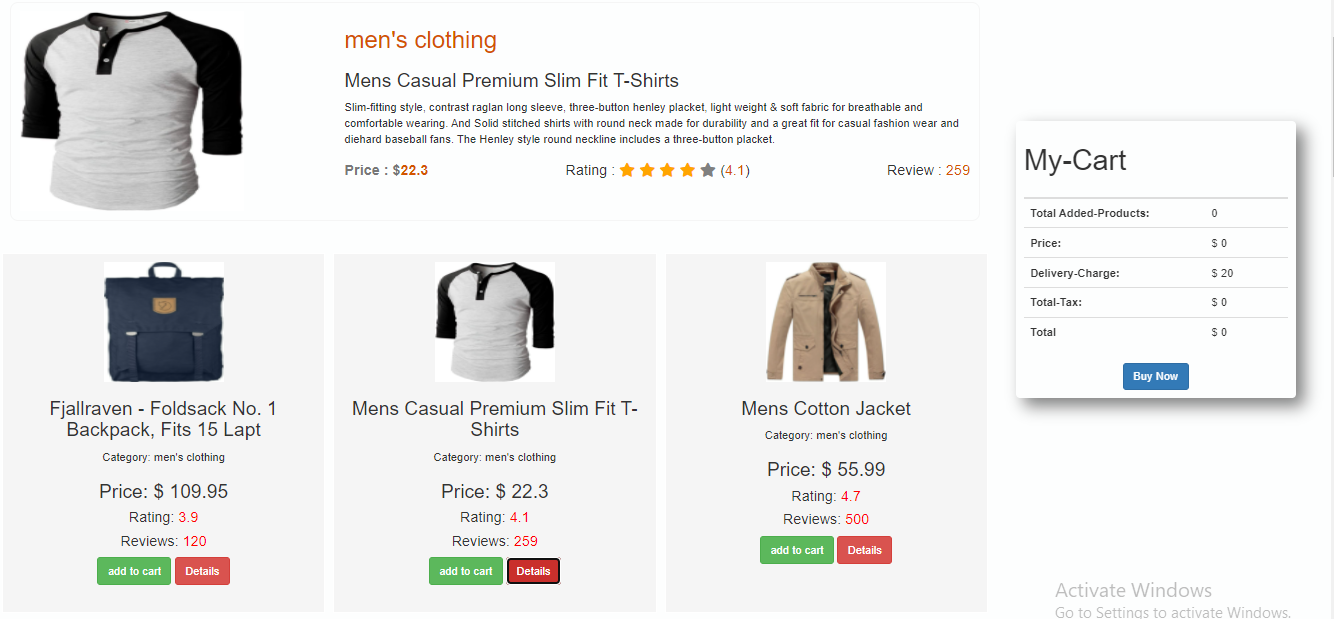 men's clothing
Mens Casual Premium Slim Fit T-Shirts
Slim-fitting style, contrast raglan long sleeve, three-button henley placket, light weight & soft fabric for breathable and
comfortable wearing. And Solid stitched shirts with round neck made for durability and a great fit for casual fashion wear and
diehard baseball fans. The Henley style round neckline includes a three-button placket.
Price : $22.3 Rating : (4.1) Review : 259
Fjallraven - Foldsack No. 1
Backpack, Fits 15 Lapt
Category: men's clothing
Price: $ 109.95
Rating: 3.9
Reviews: 120
add to cart Details
Mens Casual Premium Slim Fit T-
Shirts
Category: men's clothing
Price: $ 22.3
Rating: 4.1
Reviews: 259
add to cart Details
Mens Cotton Jacket
Category: men's clothing
Price: $ 55.99
Rating: 4.7
Reviews: 500
add to cart Details
My-Cart
Total Added-Products: 0
Price: $ 0
Delivery-Charge: $ 20
Total-Tax: $ 0
Total $ 0
Buy Now
Activate Windows
Go to Settings to activate Windows.